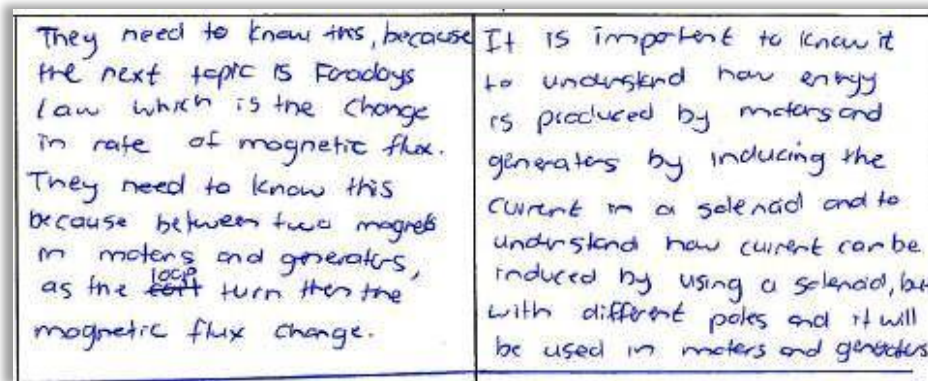 They need to know this, because
the next topic is Faradays
law which is the change
in rate of magnetic flux.
They need to know this
because between two magnets
in motors and generators,
as the loop turn then the
magnetic flux change.
It is important to know it
to understand how energy
is produced by motors and
generators by inducing the
current in a solenoid and to
understand how current can be
induced by using a solenoid, but
with different poles and it will
be used in motors and generators